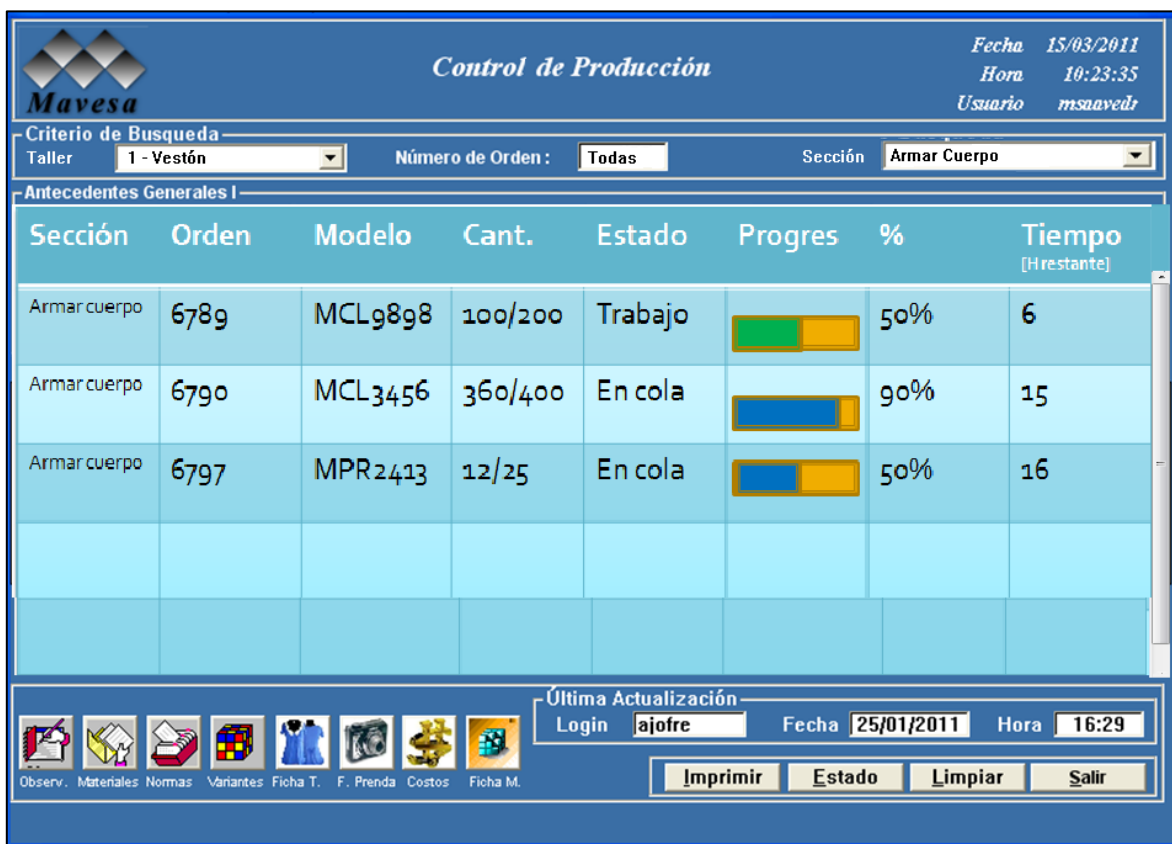 Mavesa
Control de Producción
Fecha 15/03/2011
Hora 10:23:35
Usuario msaavedr
Criterio de Busqueda
Taller 1 - Vestón Número de Orden : Todas Sección Armar Cuerpo
Antecedentes Generales I
Sección Orden Modelo Cant. Estado Progres % Tiempo
[H restante]
Armar cuerpo 6789 MCL9898 100/200 Trabajo 50% 6
Armar cuerpo 6790 MCL3456 360/400 En cola 90% 15
Armar cuerpo 6797 MPR2413 12/25 En cola 50% 16
Última Actualización
Login ajofre Fecha 25/01/2011 Hora 16:29
Observ. Materiales Normas Variantes Ficha T. F. Prenda Costos Ficha M.
Imprimir Estado Limpiar Salir